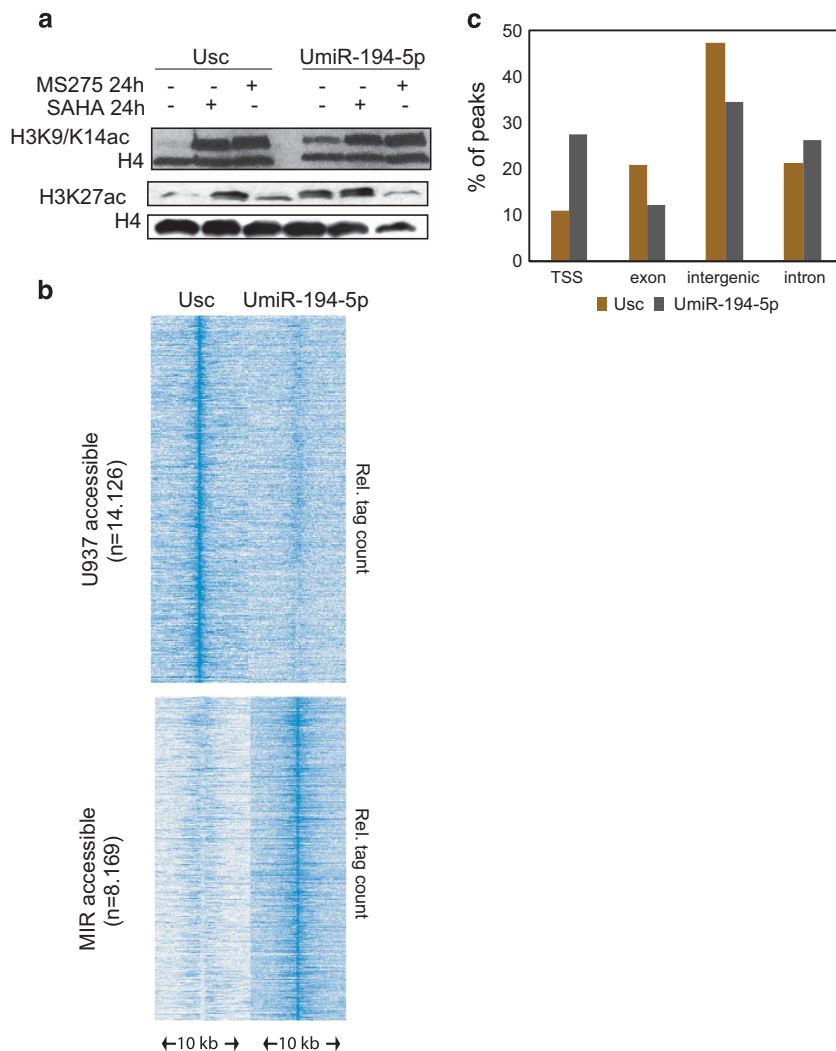 a
Usc UmiR-194-5p
MS275 24h - - + - - +
SAHA 24h - + - - + -
H3K9/K14ac
H4
H3K27ac
H4
b
Usc UmiR-194-5p
U937 accessible
(n=14.126)
Rel. tag count
MIR accessible
(n=8.169)
Rel. tag count
←10 kb→ ←10 kb→
c
% of peaks
50
40
30
20
10
0
TSS exon intergenic intron
Usc UmiR-194-5p